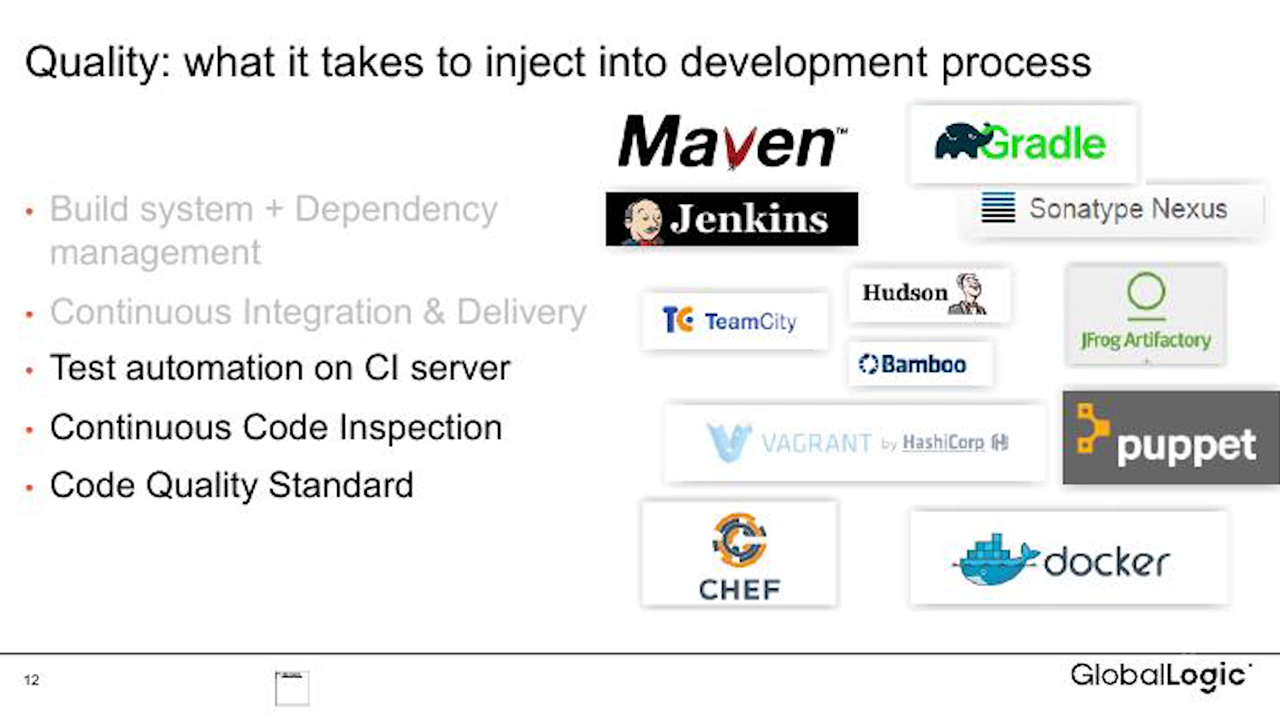 Quality: what it takes to inject into development process
• Build system + Dependency
management
• Continuous Integration & Delivery
• Test automation on CI server
• Continuous Code Inspection
• Code Quality Standard
Maven™
Gradle
Jenkins
Sonatype Nexus
TeamCity
Hudson
Bamboo
JFrog Artifactory
VAGRANT by HashiCorp
puppet
CHEF
docker
12
GlobalLogic